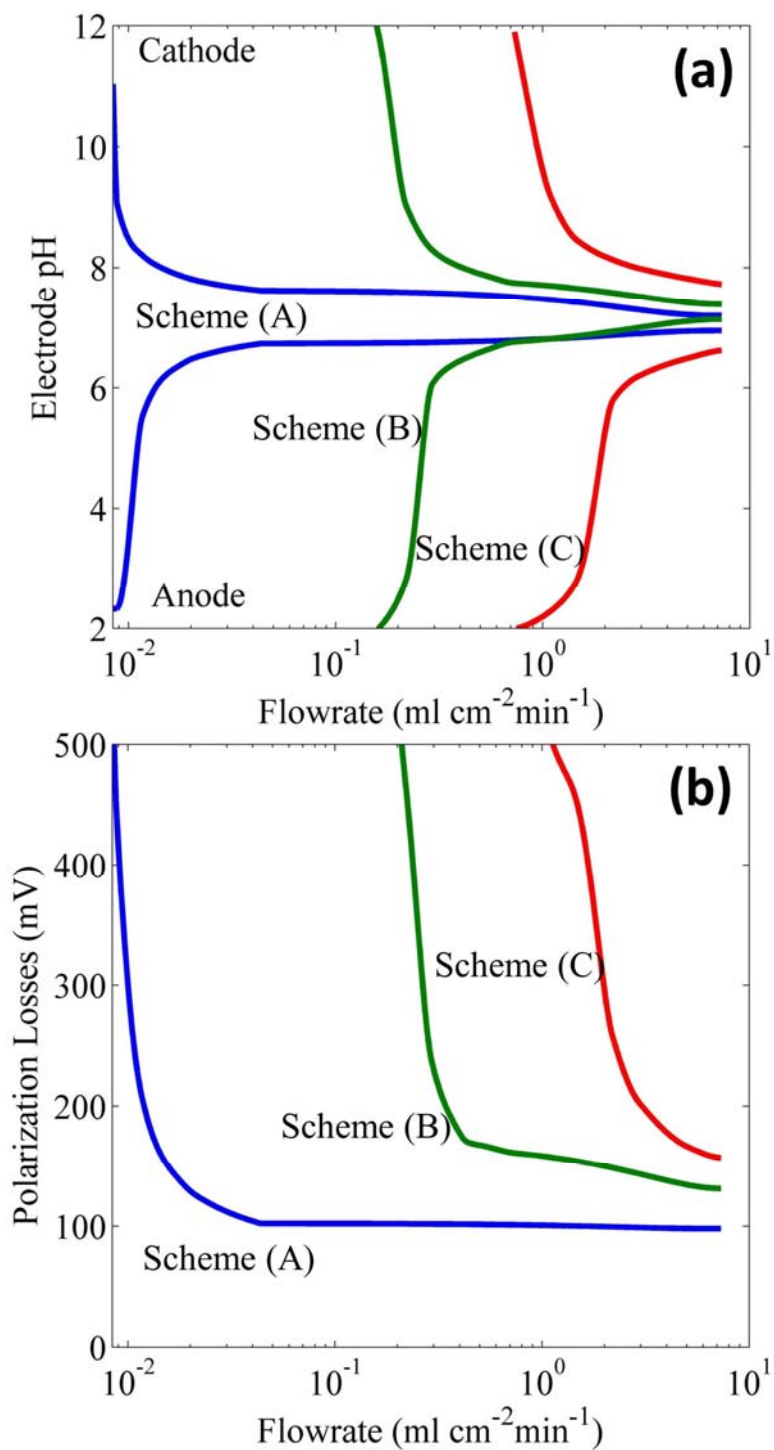 12
Cathode
(a)
10
8
Scheme (A)
6
Scheme (B)
4
Scheme (C)
Anode
2
Electrode pH
10⁻² 10⁻¹ 10⁰ 10¹
Flowrate (ml cm⁻²min⁻¹)
500
(b)
400
300
Scheme (C)
200
Scheme (B)
100
Scheme (A)
0
Polarization Losses (mV)
10⁻² 10⁻¹ 10⁰ 10¹
Flowrate (ml cm⁻²min⁻¹)